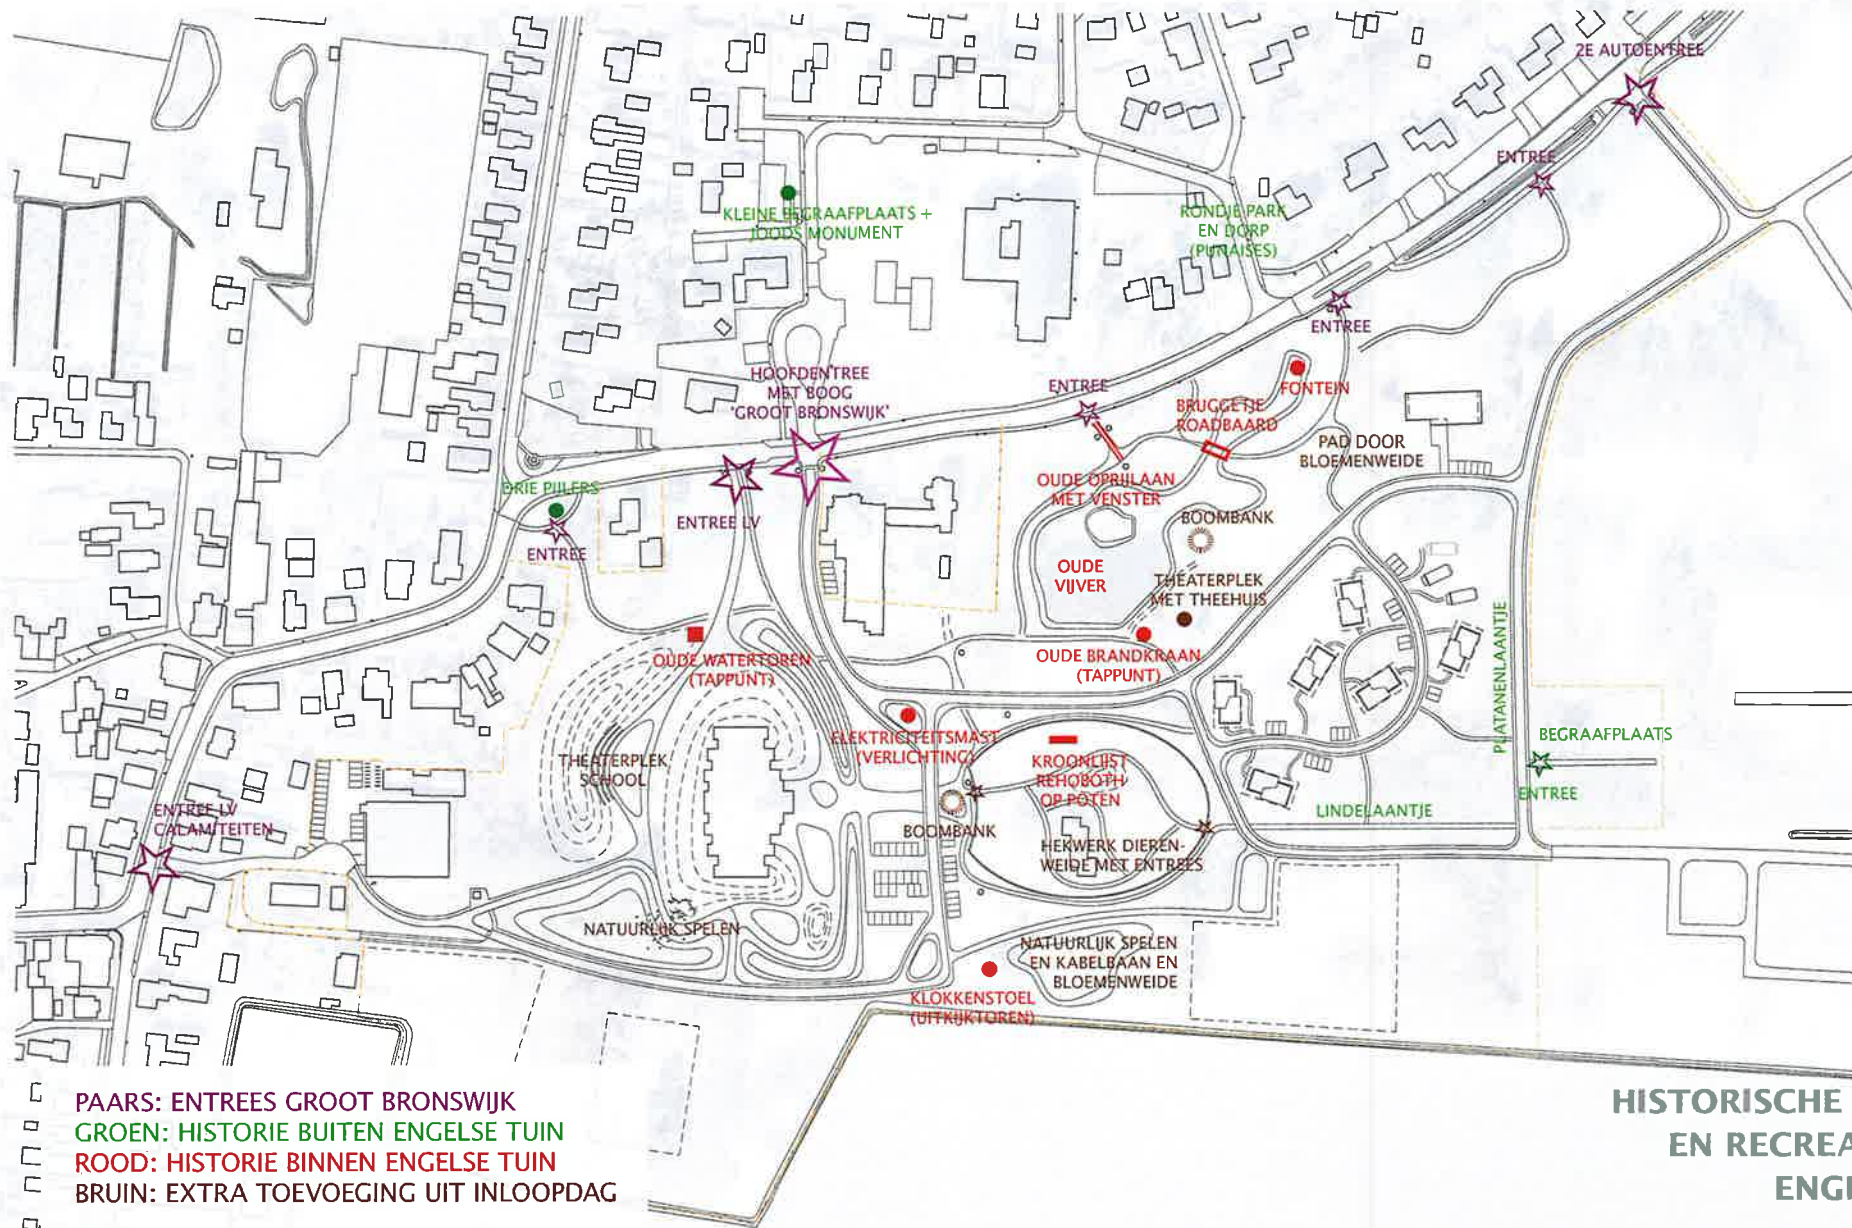 2E AUTOENTREE
ENTREE
KLEINE BEGRAAFPLAATS +
JOODS MONUMENT
RONDJE PARK
EN DORP
(PUNAISES)
ENTREE
HOOFDENTREE
MET BOOG
'GROOT BRONSWIJK'
ENTREE
FONTEIN
BRUGGETJE
ROADBAARD
PAD DOOR
BLOEMENWEIDE
DRIE PIJLERS
ENTREE
ENTREE LV
OUDE OPRIJLAAN
MET VENSTER
BOOMBANK
OUDE
VIJVER
THEATERPLEK
MET THEEHUIS
OUDE WATERTOREN
(TAPPUNT)
OUDE BRANDKRAAN
(TAPPUNT)
PLATANENLAANTJE
ELEKTRICITEITSMAST
(VERLICHTING)
KROONLIJST
REHOBOTH
OP POTEN
BEGRAAFPLAATS
ENTREE
THEATERPLEK
SCHOOL
LINDELAANTJE
ENTREE LV
CALAMITEITEN
BOOMBANK
HEKWERK DIEREN-
WEIDE MET ENTREES
NATUURLIJK SPELEN
NATUURLIJK SPELEN
EN KABELBAAN EN
BLOEMENWEIDE
KLOKKENSTOEL
(UITKIJKTOREN)
PAARS: ENTREES GROOT BRONSWIJK
GROEN: HISTORIE BUITEN ENGELSE TUIN
ROOD: HISTORIE BINNEN ENGELSE TUIN
BRUIN: EXTRA TOEVOEGING UIT INLOOPDAG
HISTORISCHE
EN RECREA
ENGE